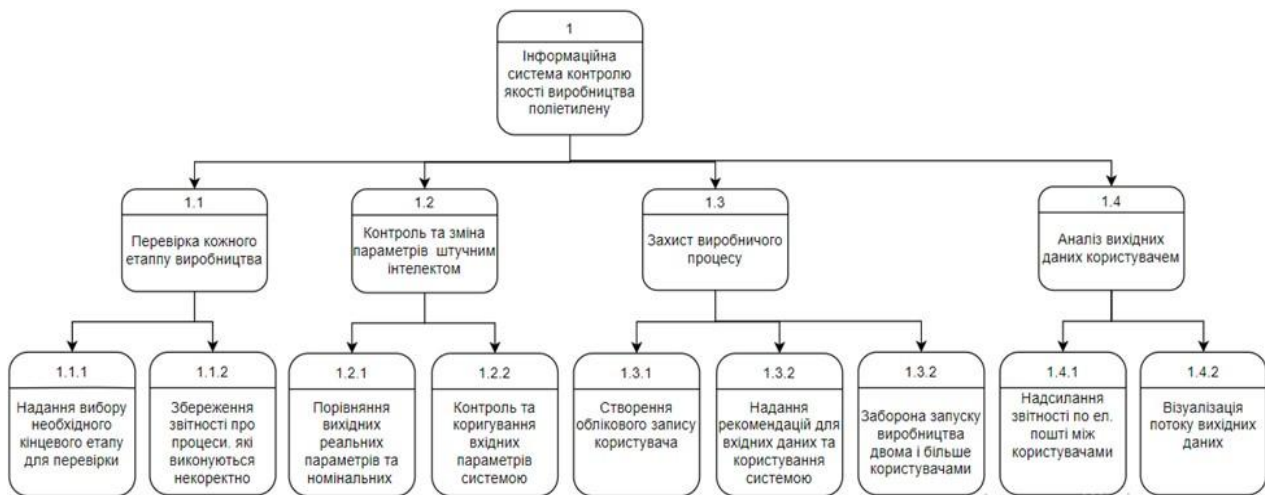 1
Інформаційна
система контролю
якості виробництва
поліетилену
1.1
Перевірка кожного
етаппу виробництва
1.2
Контроль та зміна
параметрів штучним
інтелектом
1.3
Захист виробничого
процесу
1.4
Аналіз вихідних
даних користувачем
1.1.1
Надання вибору
необхідного
кінцевого етапу
для перевірки
1.1.2
Збереження
звітності про
процеси. які
виконуються
некоректно
1.2.1
Порівняння
вихідних
реальних
параметрів та
номінальних
1.2.2
Контроль та
коригування
вхідних
параметрів
системою
1.3.1
Створення
облікового запису
користувача
1.3.2
Надання
рекомендацій для
вхідних даних та
користування
системою
1.3.2
Заборона запуску
виробництва
двома і більше
користувачами
1.4.1
Надсилання
звітності по ел.
пошті між
користувачами
1.4.2
Візуалізація
потоку вихідних
даних